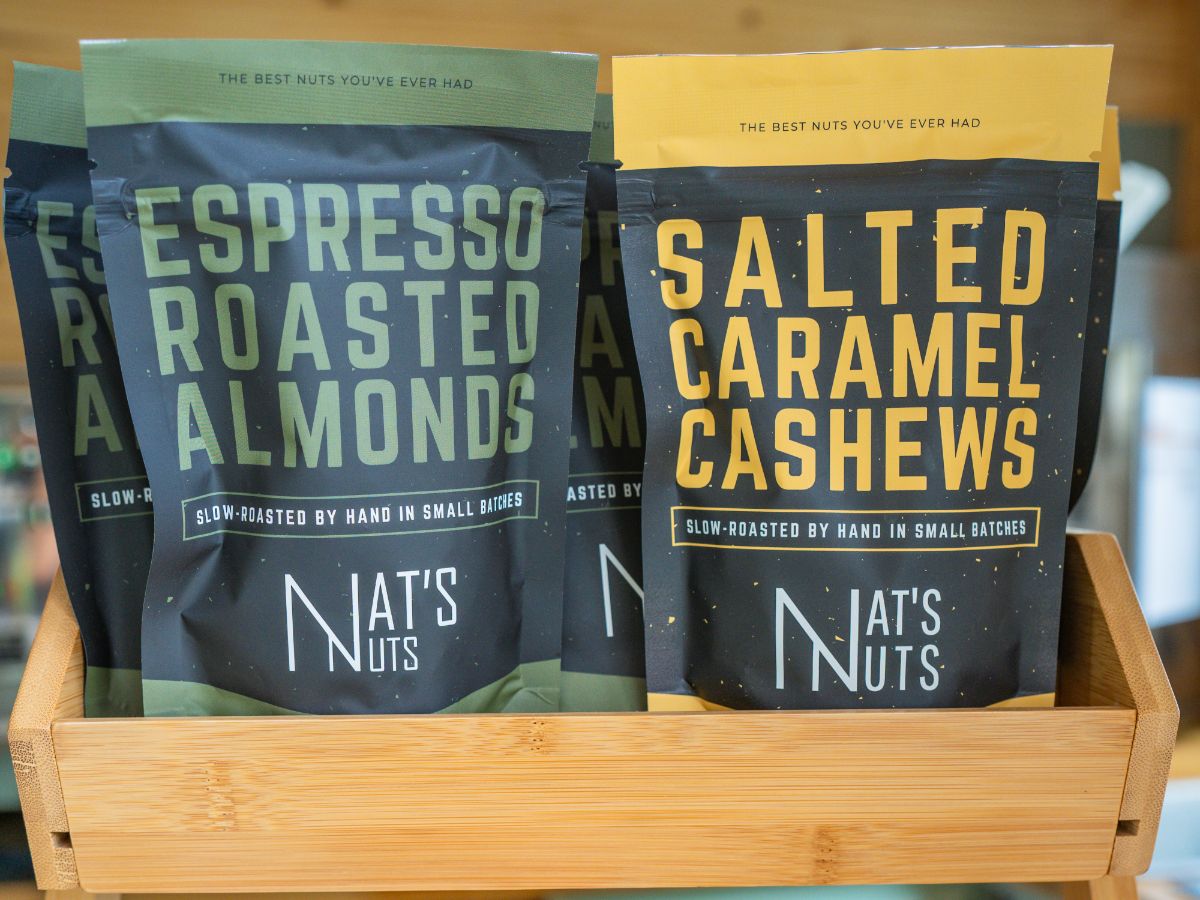 THE BEST NUTS YOU'VE EVER HAD
ESPRESSO
ROASTED
ALMONDS
SLOW-ROASTED BY HAND IN SMALL BATCHES
NAT'S
NUTS
THE BEST NUTS YOU'VE EVER HAD
SALTED
CARAMEL
CASHEWS
SLOW-ROASTED BY HAND IN SMALL BATCHES
NAT'S
NUTS